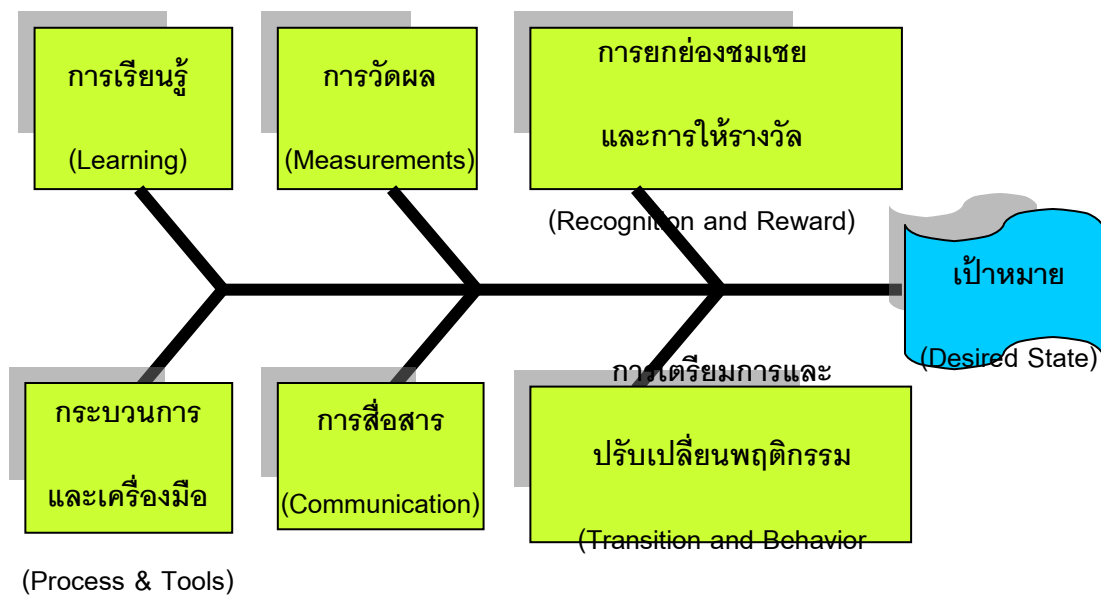 การเรียนรู้
(Learning)
การวัดผล
(Measurements)
การยกย่องชมเชย
และการให้รางวัล
(Recognition and Reward)
เป้าหมาย
(Desired State)
กระบวนการ
และเครื่องมือ
(Process & Tools)
การสื่อสาร
(Communication)
การเตรียมการและ
ปรับเปลี่ยนพฤติกรรม
(Transition and Behavior